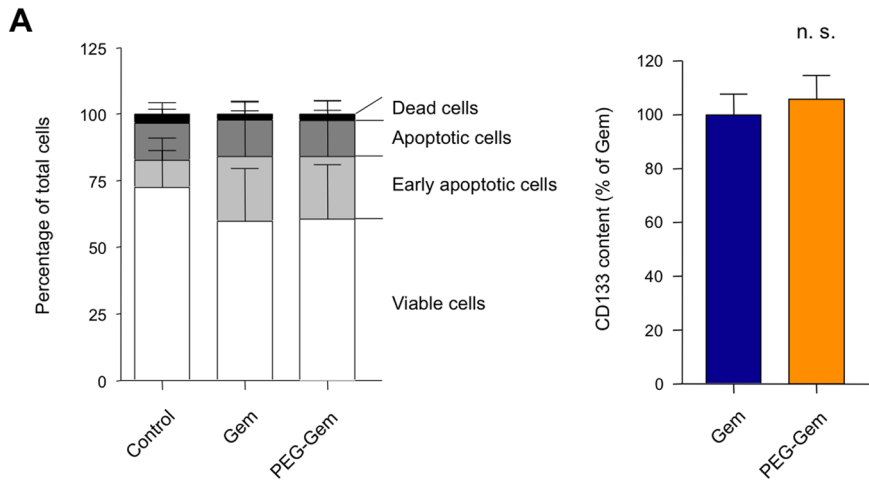 A
125
100
75
50
25
0
Percentage of total cells
Control
Gem
PEG-Gem
Dead cells
Apoptotic cells
Early apoptotic cells
Viable cells
n. s.
120
100
80
60
40
20
0
CD133 content (% of Gem)
Gem
PEG-Gem